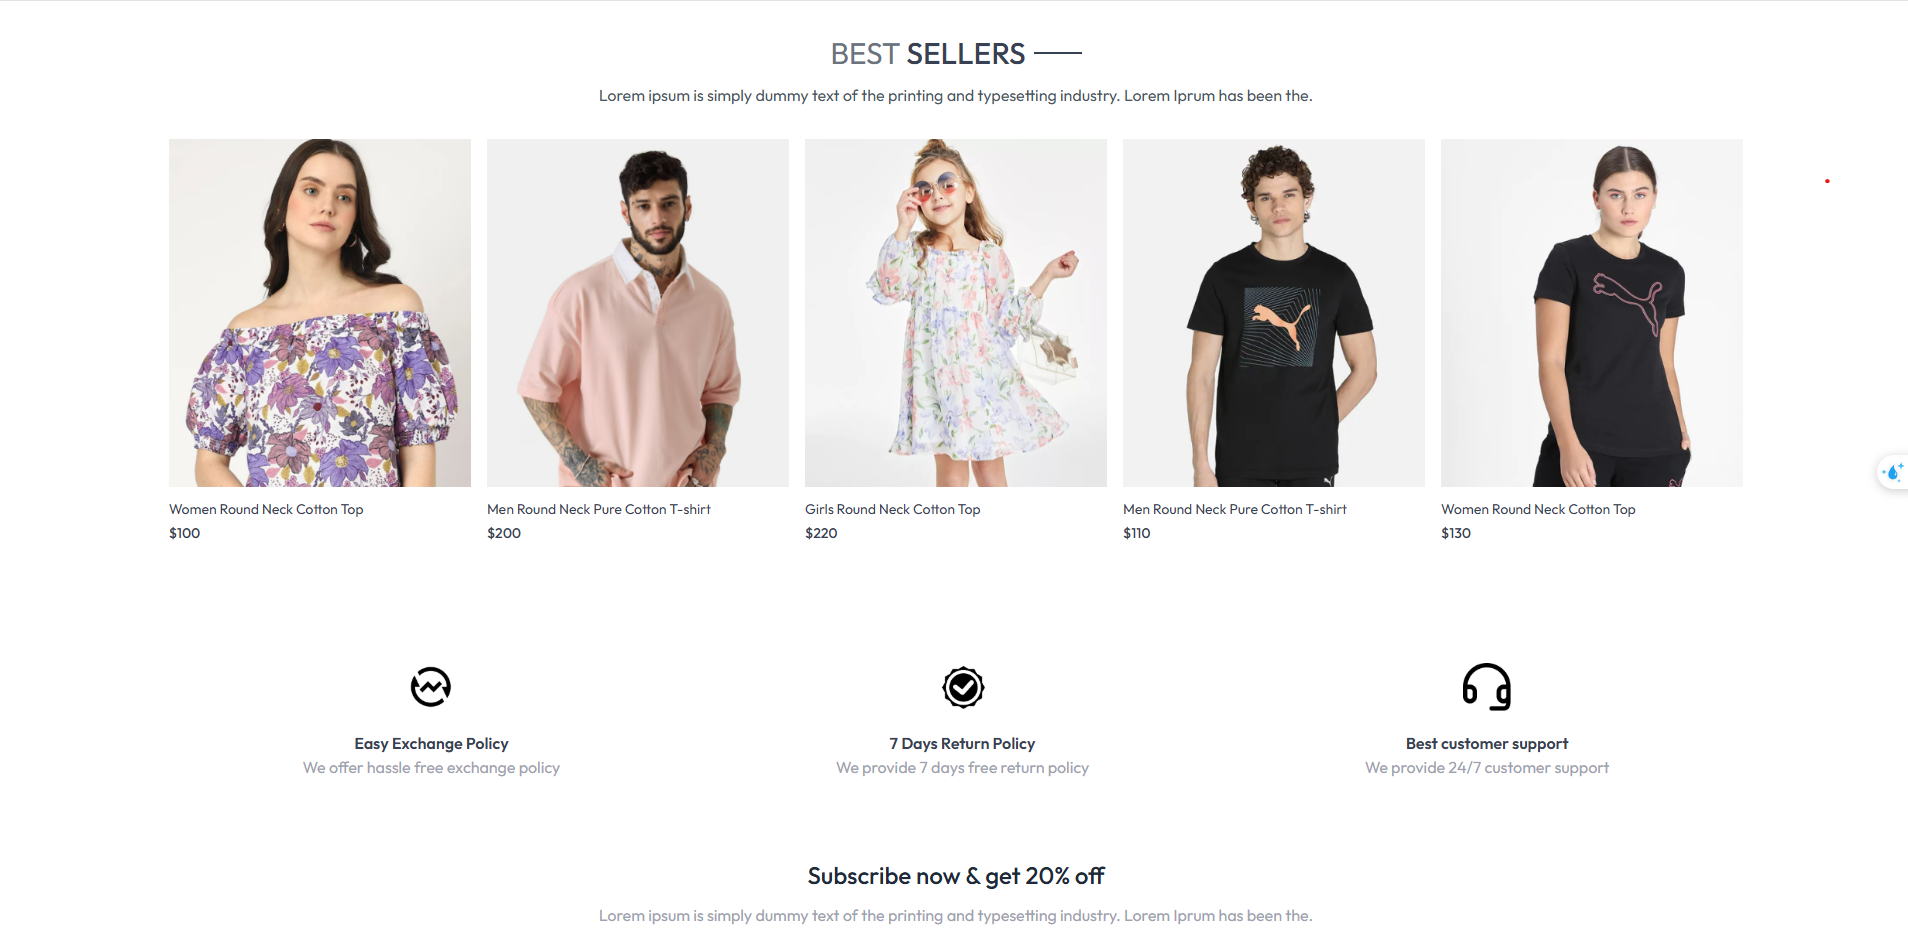 BEST SELLERS
Lorem ipsum is simply dummy text of the printing and typesetting industry. Lorem Iprum has been the.
Women Round Neck Cotton Top
$100
Men Round Neck Pure Cotton T-shirt
$200
Girls Round Neck Cotton Top
$220
Men Round Neck Pure Cotton T-shirt
$110
Women Round Neck Cotton Top
$130
Easy Exchange Policy
We offer hassle free exchange policy
7 Days Return Policy
We provide 7 days free return policy
Best customer support
We provide 24/7 customer support
Subscribe now & get 20% off
Lorem ipsum is simply dummy text of the printing and typesetting industry. Lorem Iprum has been the.